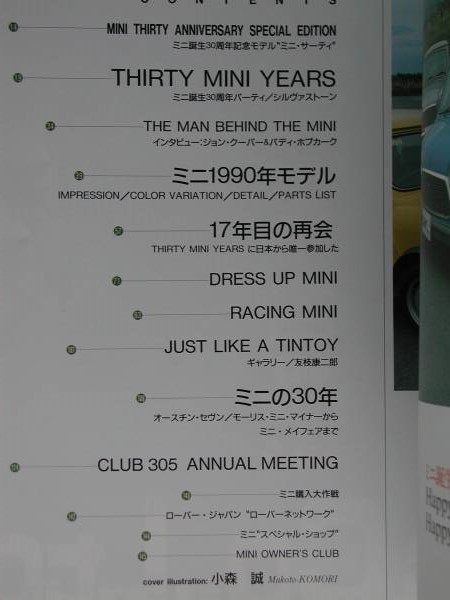 CONTENTS
MINI THIRTY ANNIVERSARY SPECIAL EDITION
ミニ誕生30周年記念モデル"ミニ・サーティ"
THIRTY MINI YEARS
ミニ誕生30周年パーティ／シルヴァストーン
THE MAN BEHIND THE MINI
インタビュー：ジョン・クーパー&パディ・ホプカーク
ミニ1990年モデル
IMPRESSION／COLOR VARIATION／DETAIL／PARTS LIST
17年目の再会
THIRTY MINI YEARS に日本から唯一参加した
DRESS UP MINI
RACING MINI
JUST LIKE A TINTOY
ギャラリー／友枝康二郎
ミニの30年
オースチン・セヴン／モーリス・ミニ・マイナーから
ミニ・メイフェアまで
CLUB 305 ANNUAL MEETING
ミニ購入大作戦
ローバー・ジャパン "ローバーネットワーク"
ミニ"スペシャル・ショップ"
MINI OWNER'S CLUB
cover illustration: 小森 誠 Makoto-KOMORI
ミニ誕生
Happy
Happy